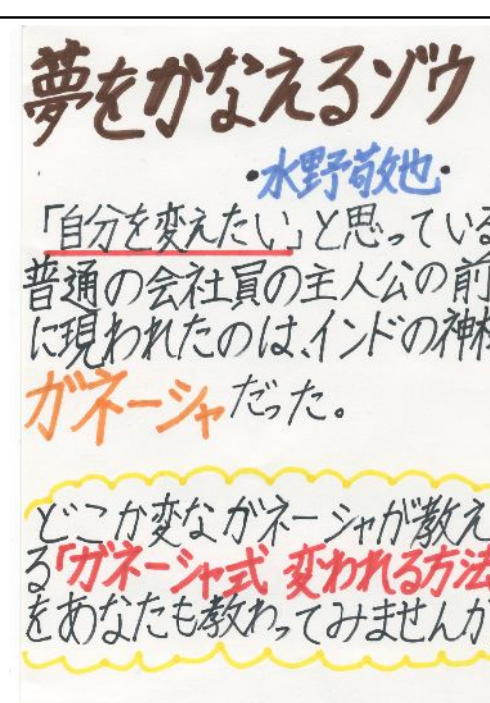 夢をかなえるゾウ
・水野敬也・
「自分を変えたい」と思っている
普通の会社員の主人公の前
に現われたのは、インドの神様
ガネーシャだった。
どこか変なガネーシャが教え
る「ガネーシャ式 変われる方法
をあなたも教わってみませんか